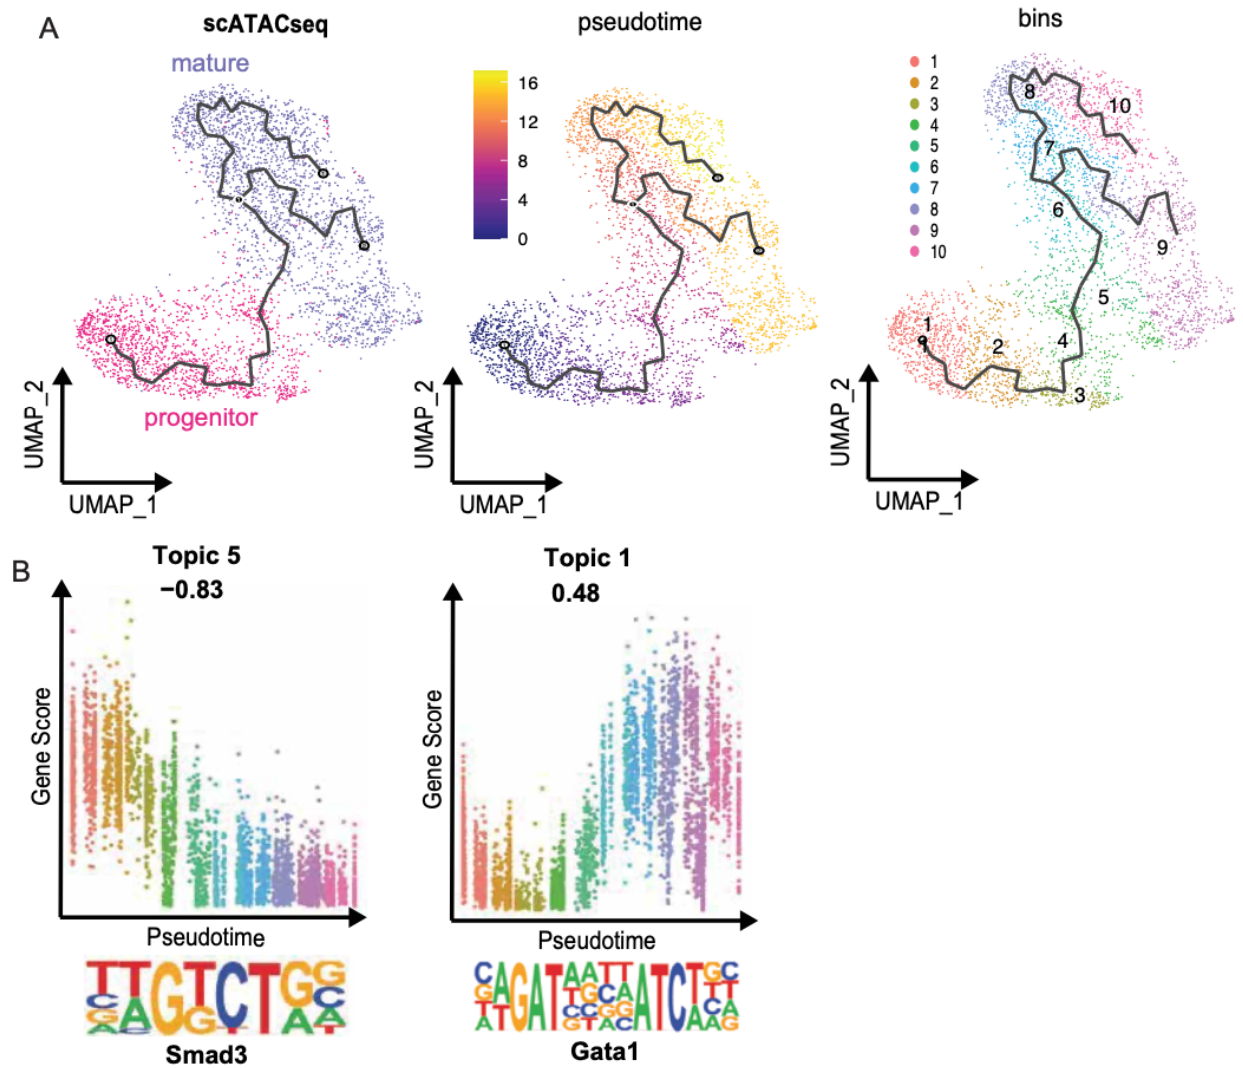 A
scATACseq
pseudotime
bins
mature
progenitor
UMAP_2
UMAP_1
16
12
8
4
0
UMAP_2
UMAP_1
1
2
3
4
5
6
7
8
9
10
8
10
7
6
9
5
1
2
4
3
UMAP_2
UMAP_1
B
Topic 5
−0.83
Gene Score
Pseudotime
Smad3
Topic 1
0.48
Gene Score
Pseudotime
Gata1